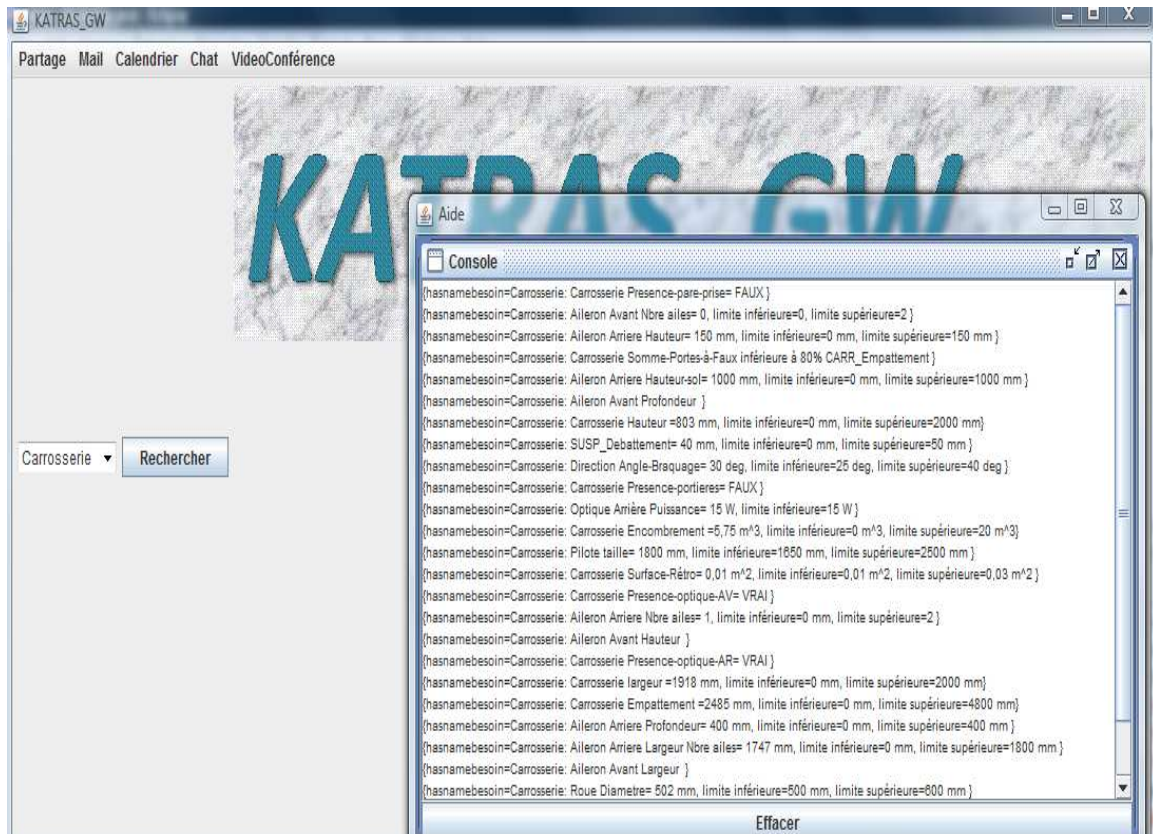 KATRAS_GW
Partage Mail Calendrier Chat VideoConférence
KATRAS GW
Aide
Console
{hasnamebesoin=Carrosserie: Carrosserie Presence-pare-prise= FAUX }
{hasnamebesoin=Carrosserie: Aileron Avant Nbre ailes= 0, limite inférieure=0, limite supérieure=2 }
{hasnamebesoin=Carrosserie: Aileron Arriere Hauteur= 150 mm, limite inférieure=0 mm, limite supérieure=150 mm }
{hasnamebesoin=Carrosserie: Carrosserie Somme-Portes-à-Faux inférieure à 80% CARR_Empattement }
{hasnamebesoin=Carrosserie: Aileron Arriere Hauteur-sol= 1000 mm, limite inférieure=0 mm, limite supérieure=1000 mm }
{hasnamebesoin=Carrosserie: Aileron Avant Profondeur }
{hasnamebesoin=Carrosserie: Carrosserie Hauteur =803 mm, limite inférieure=0 mm, limite supérieure=2000 mm}
{hasnamebesoin=Carrosserie: SUSP_Debattement= 40 mm, limite inférieure=0 mm, limite supérieure=50 mm }
{hasnamebesoin=Carrosserie: Direction Angle-Braquage= 30 deg, limite inférieure=25 deg, limite supérieure=40 deg }
{hasnamebesoin=Carrosserie: Carrosserie Presence-portieres= FAUX }
{hasnamebesoin=Carrosserie: Optique Arrière Puissance= 15 W, limite inférieure=15 W }
{hasnamebesoin=Carrosserie: Carrosserie Encombrement =5,75 m^3, limite inférieure=0 m^3, limite supérieure=20 m^3}
{hasnamebesoin=Carrosserie: Pilote taille= 1800 mm, limite inférieure=1650 mm, limite supérieure=2500 mm }
{hasnamebesoin=Carrosserie: Carrosserie Surface-Rétro= 0,01 m^2, limite inférieure=0,01 m^2, limite supérieure=0,03 m^2 }
{hasnamebesoin=Carrosserie: Carrosserie Presence-optique-AV= VRAI }
{hasnamebesoin=Carrosserie: Aileron Arriere Nbre ailes= 1, limite inférieure=0 mm, limite supérieure=2 }
{hasnamebesoin=Carrosserie: Aileron Avant Hauteur }
{hasnamebesoin=Carrosserie: Carrosserie Presence-optique-AR= VRAI }
{hasnamebesoin=Carrosserie: Carrosserie largeur =1918 mm, limite inférieure=0 mm, limite supérieure=2000 mm}
{hasnamebesoin=Carrosserie: Carrosserie Empattement =2485 mm, limite inférieure=0 mm, limite supérieure=4800 mm}
{hasnamebesoin=Carrosserie: Aileron Arriere Profondeur= 400 mm, limite inférieure=0 mm, limite supérieure=400 mm }
{hasnamebesoin=Carrosserie: Aileron Arriere Largeur Nbre ailes= 1747 mm, limite inférieure=0 mm, limite supérieure=1800 mm }
{hasnamebesoin=Carrosserie: Aileron Avant Largeur }
{hasnamebesoin=Carrosserie: Roue Diametre= 502 mm, limite inférieure=500 mm, limite supérieure=600 mm }
Carrosserie Rechercher
Effacer